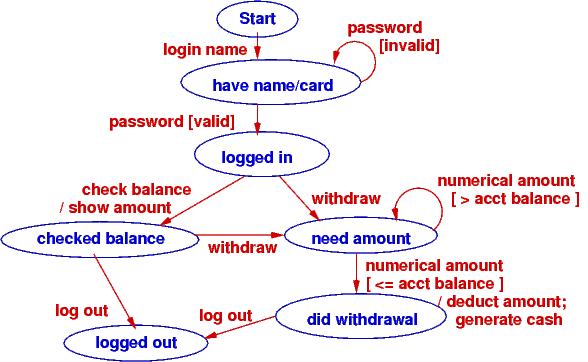 Start
login name
password
[invalid]
have name/card
password [valid]
logged in
check balance
/ show amount
withdraw
numerical amount
[ > acct balance ]
checked balance
withdraw
need amount
numerical amount
[ <= acct balance ]
/ deduct amount;
generate cash
log out
log out
did withdrawal
logged out